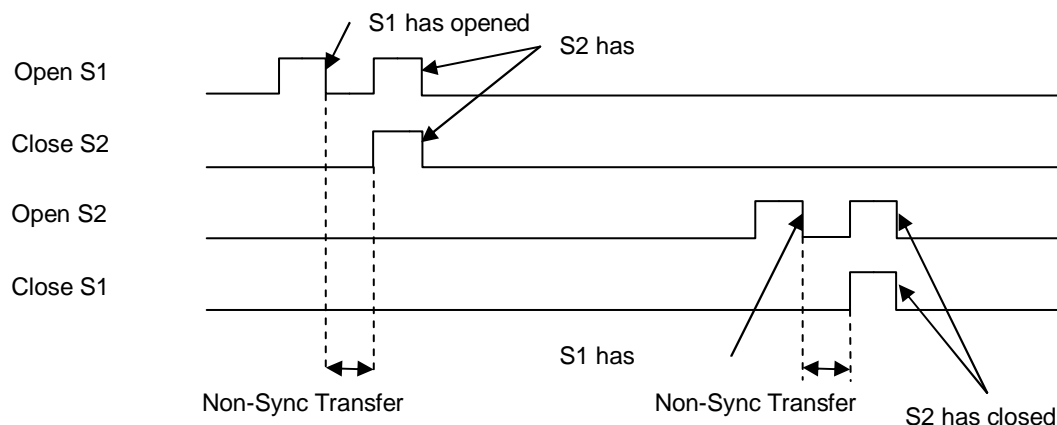 S1 has opened
S2 has
Open S1
Close S2
Open S2
Close S1
S1 has
Non-Sync Transfer
Non-Sync Transfer
S2 has closed